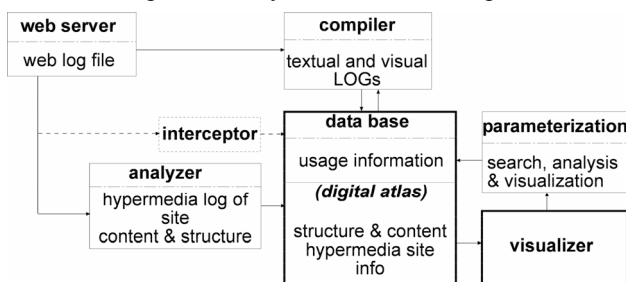 web server
web log file
compiler
textual and visual
LOGs
interceptor
data base
usage information
(digital atlas)
structure & content
hypermedia site
info
parameterization
search, analysis
& visualization
analyzer
hypermedia log of
site
content & structure
visualizer